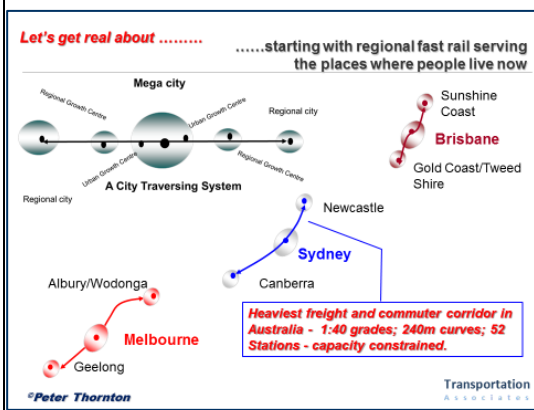 Let's get real about .........
......starting with regional fast rail serving
the places where people live now
Mega city
Regional Growth Centre
Urban Growth Centre
Regional city
Urban Growth Centre
Regional Growth Centre
A City Traversing System
Regional city
Sunshine
Coast
Brisbane
Gold Coast/Tweed
Shire
Newcastle
Sydney
Canberra
Albury/Wodonga
Melbourne
Geelong
Heaviest freight and commuter corridor in
Australia - 1:40 grades; 240m curves; 52
Stations - capacity constrained.
©Peter Thornton
Transportation
Associates